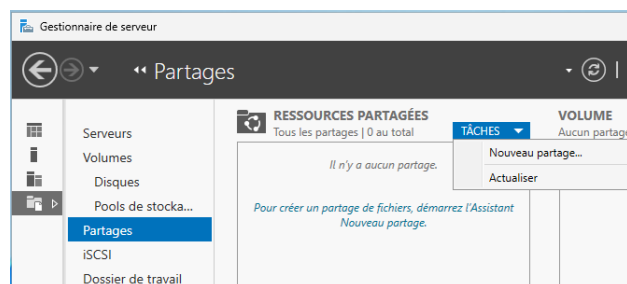 Gestionnaire de serveur
Partages
Serveurs
Volumes
Disques
Pools de stocka...
Partages
iSCSI
Dossier de travail
RESSOURCES PARTAGÉES
Tous les partages | 0 au total
TÂCHES
Nouveau partage...
Actualiser
Il n'y a aucun partage.
Pour créer un partage de fichiers, démarrez l'Assistant
Nouveau partage.
VOLUME
Aucun partage